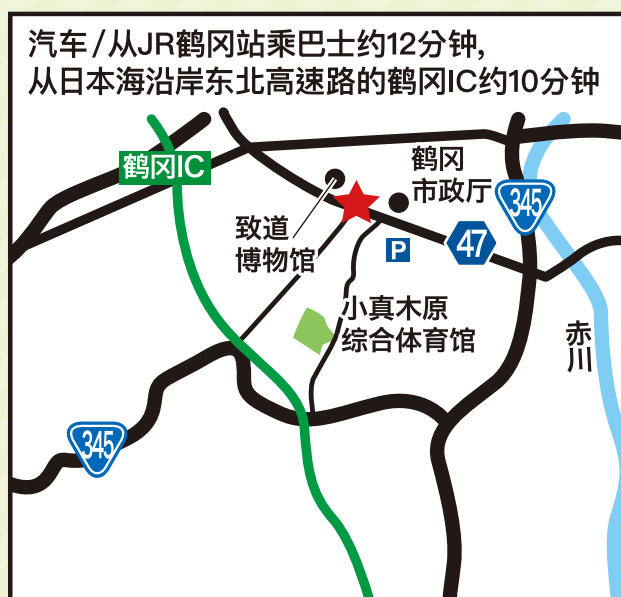 汽车/从JR鹤冈站乘巴士约12分钟,
从日本海沿岸东北高速路的鹤冈IC约10分钟
鹤冈IC
鹤冈
市政厅
345
致道
博物馆
P
47
小真木原
综合体育馆
赤川
345